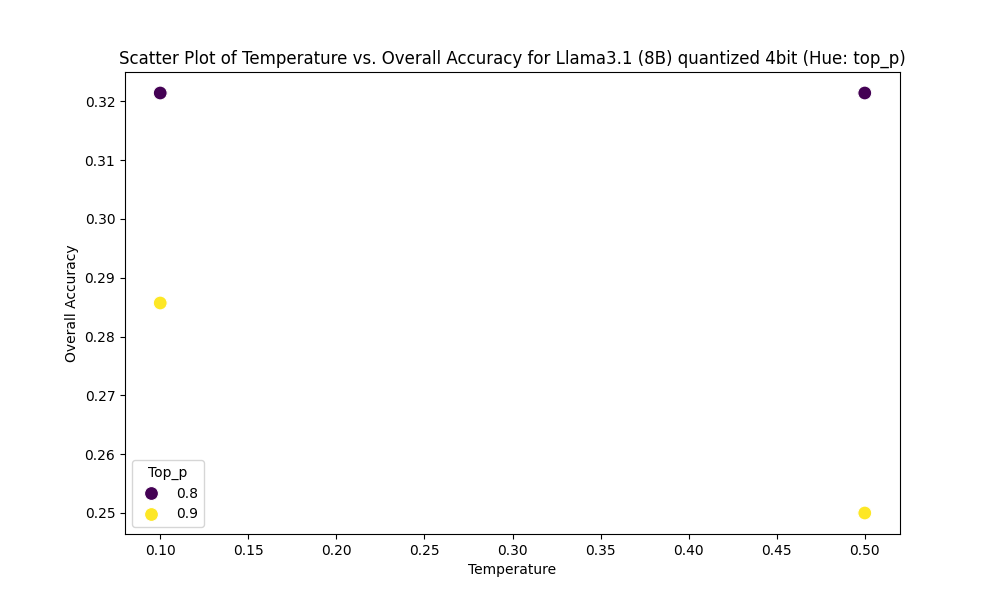 Scatter Plot of Temperature vs. Overall Accuracy for Llama3.1 (8B) quantized 4bit (Hue: top_p)
0.32
0.31
0.30
0.29
0.28
0.27
0.26
0.25
Overall Accuracy
Top_p
0.8
0.9
0.10 0.15 0.20 0.25 0.30 0.35 0.40 0.45 0.50
Temperature